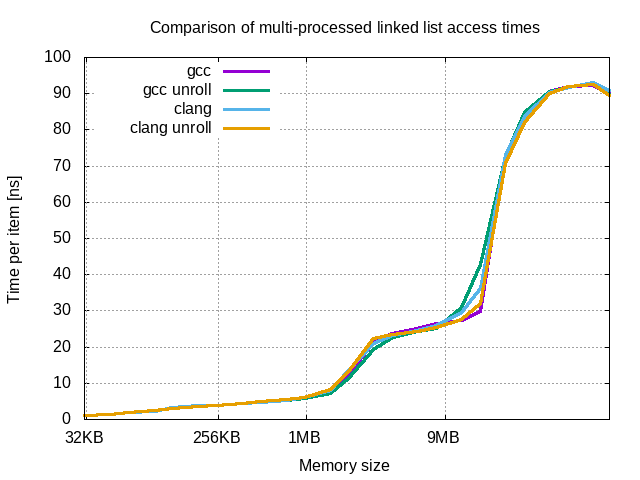 Comparison of multi-processed linked list access times
100
90
80
70
60
50
40
30
20
10
0
Time per item [ns]
gcc
gcc unroll
clang
clang unroll
32KB 256KB 1MB 9MB
Memory size